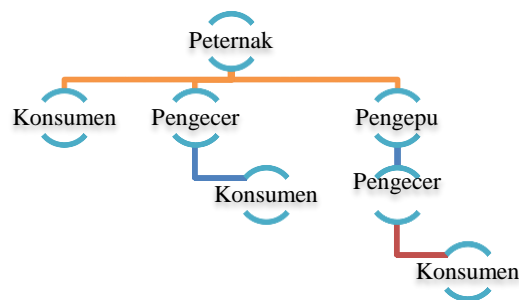 Peternak
Konsumen
Pengecer
Pengepu
Konsumen
Pengecer
Konsumen